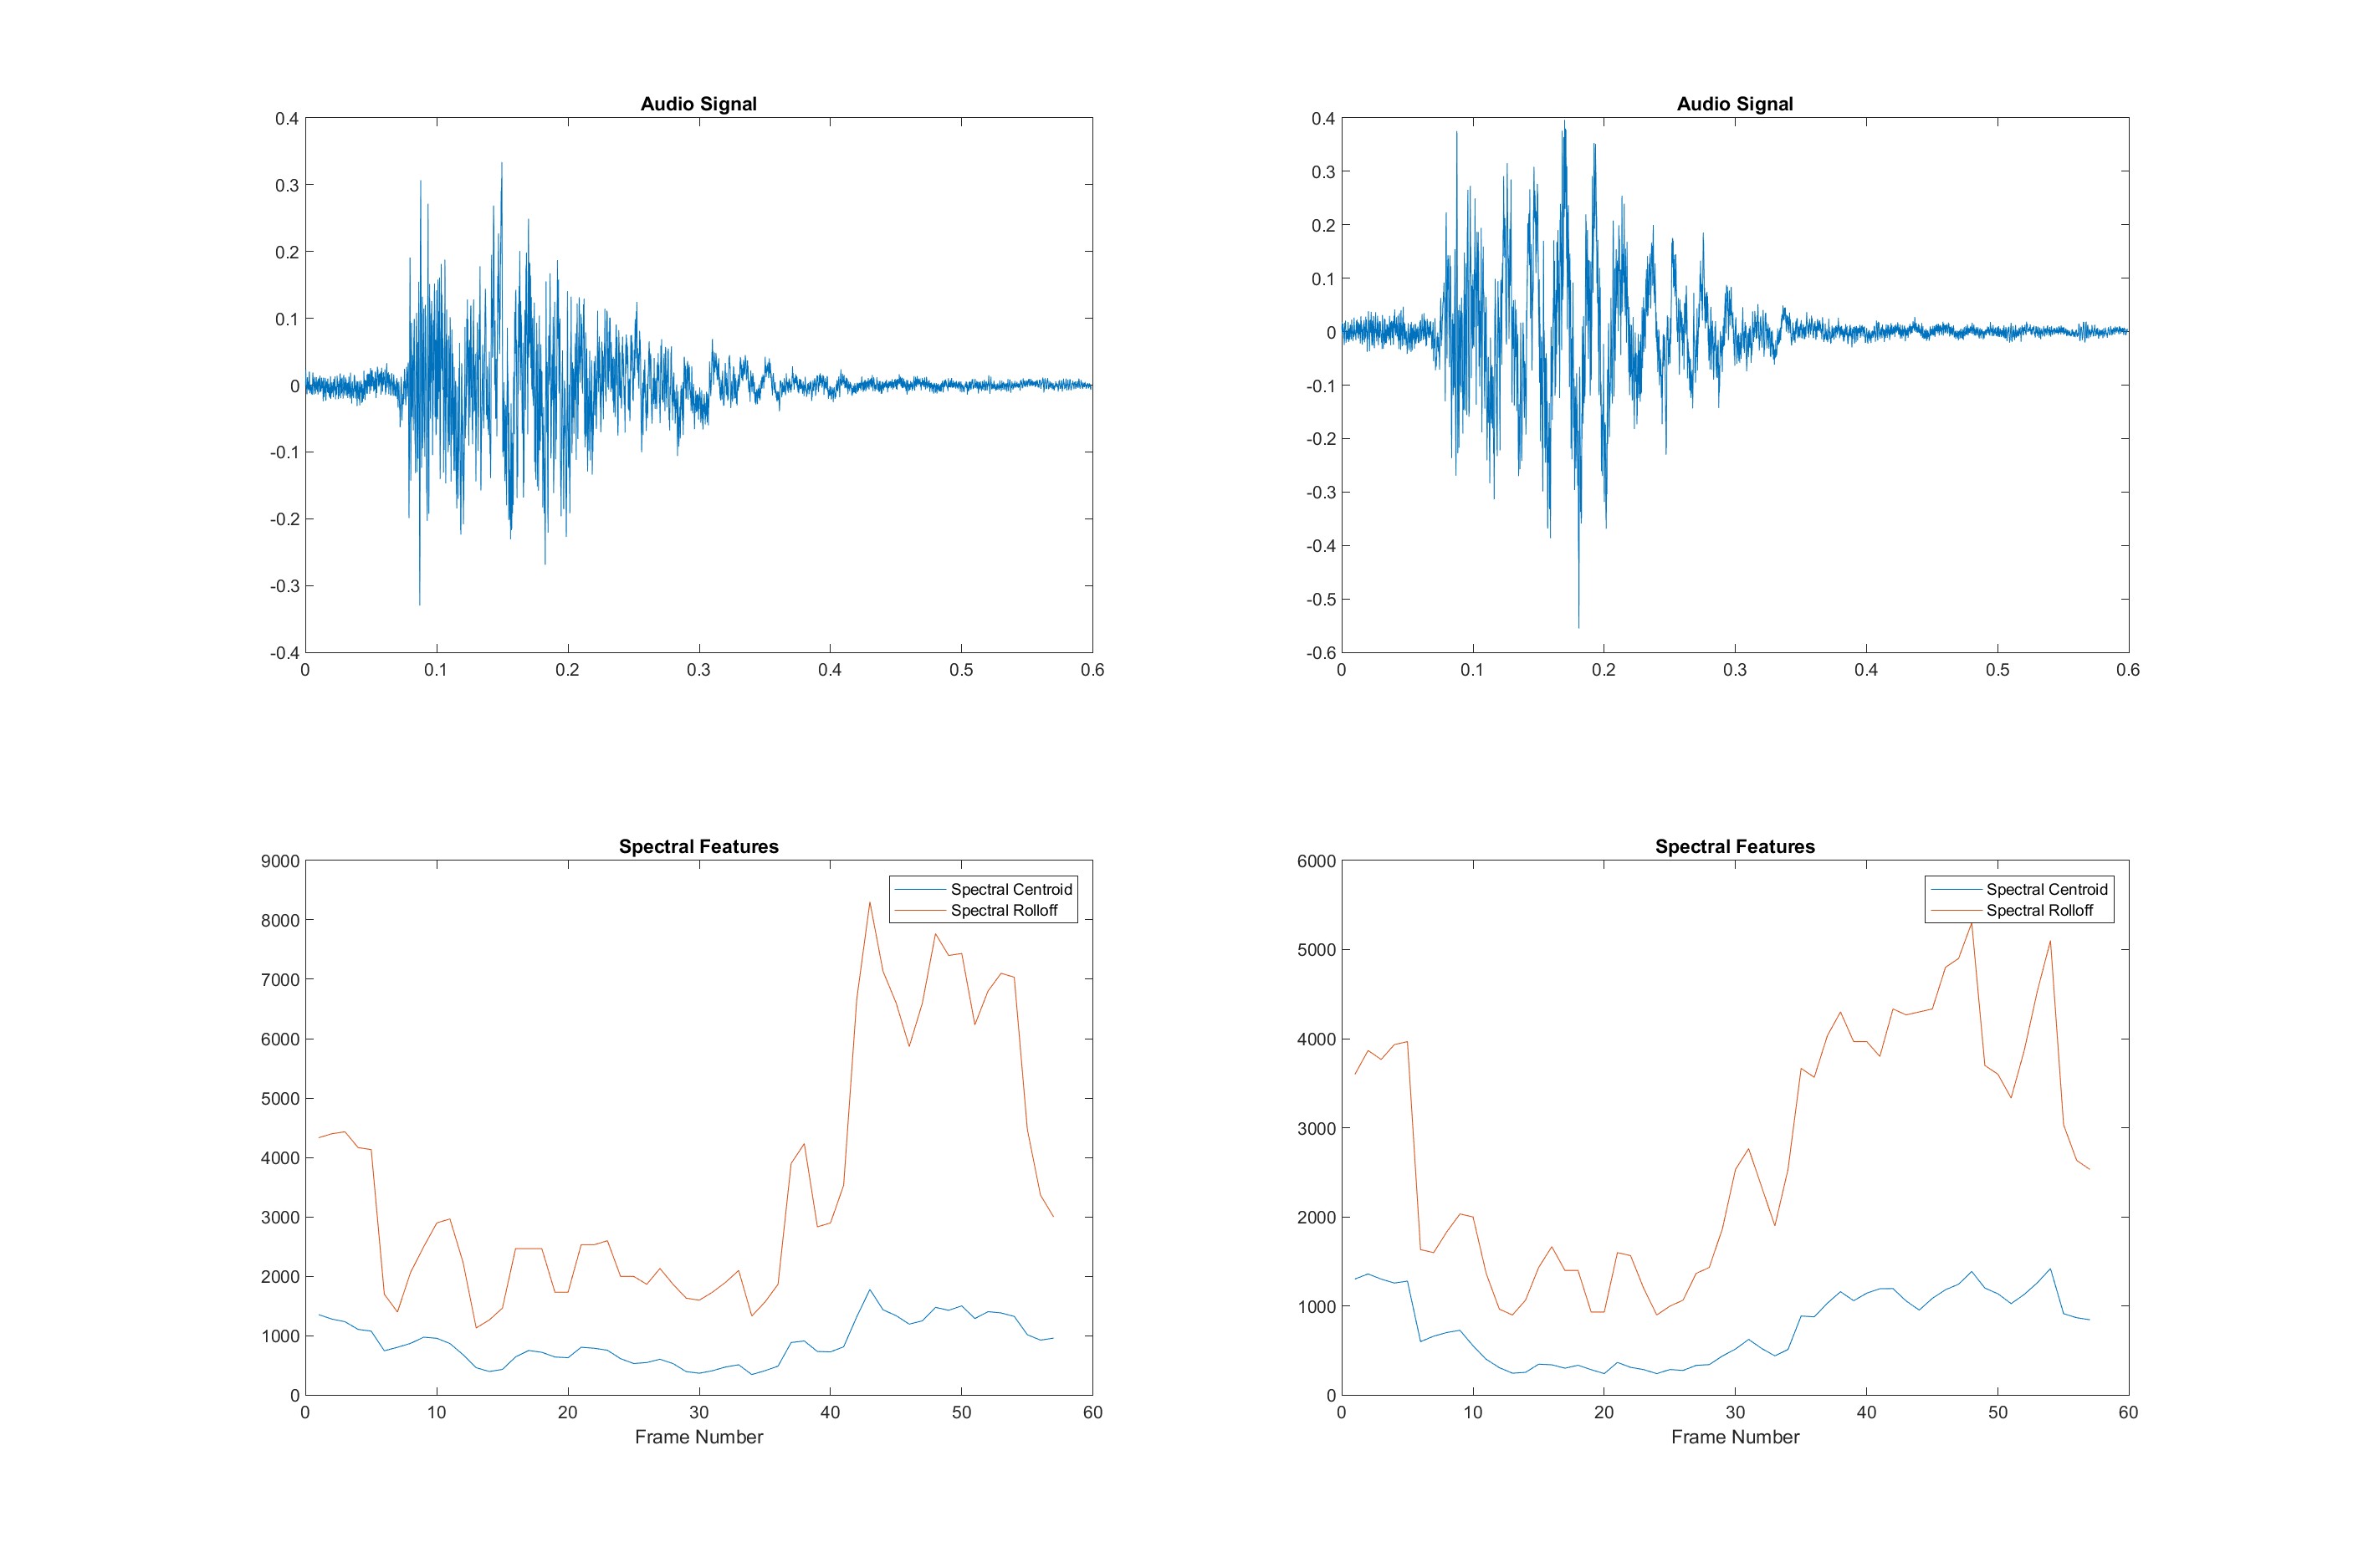 Audio Signal
0.4
0.3
0.2
0.1
0
-0.1
-0.2
-0.3
-0.4
0 0.1 0.2 0.3 0.4 0.5 0.6
Audio Signal
0.4
0.3
0.2
0.1
0
-0.1
-0.2
-0.3
-0.4
-0.5
-0.6
0 0.1 0.2 0.3 0.4 0.5 0.6
Spectral Features
9000
8000
7000
6000
5000
4000
3000
2000
1000
0
Spectral Centroid
Spectral Rolloff
0 10 20 30 40 50 60
Frame Number
Spectral Features
6000
5000
4000
3000
2000
1000
0
Spectral Centroid
Spectral Rolloff
0 10 20 30 40 50 60
Frame Number